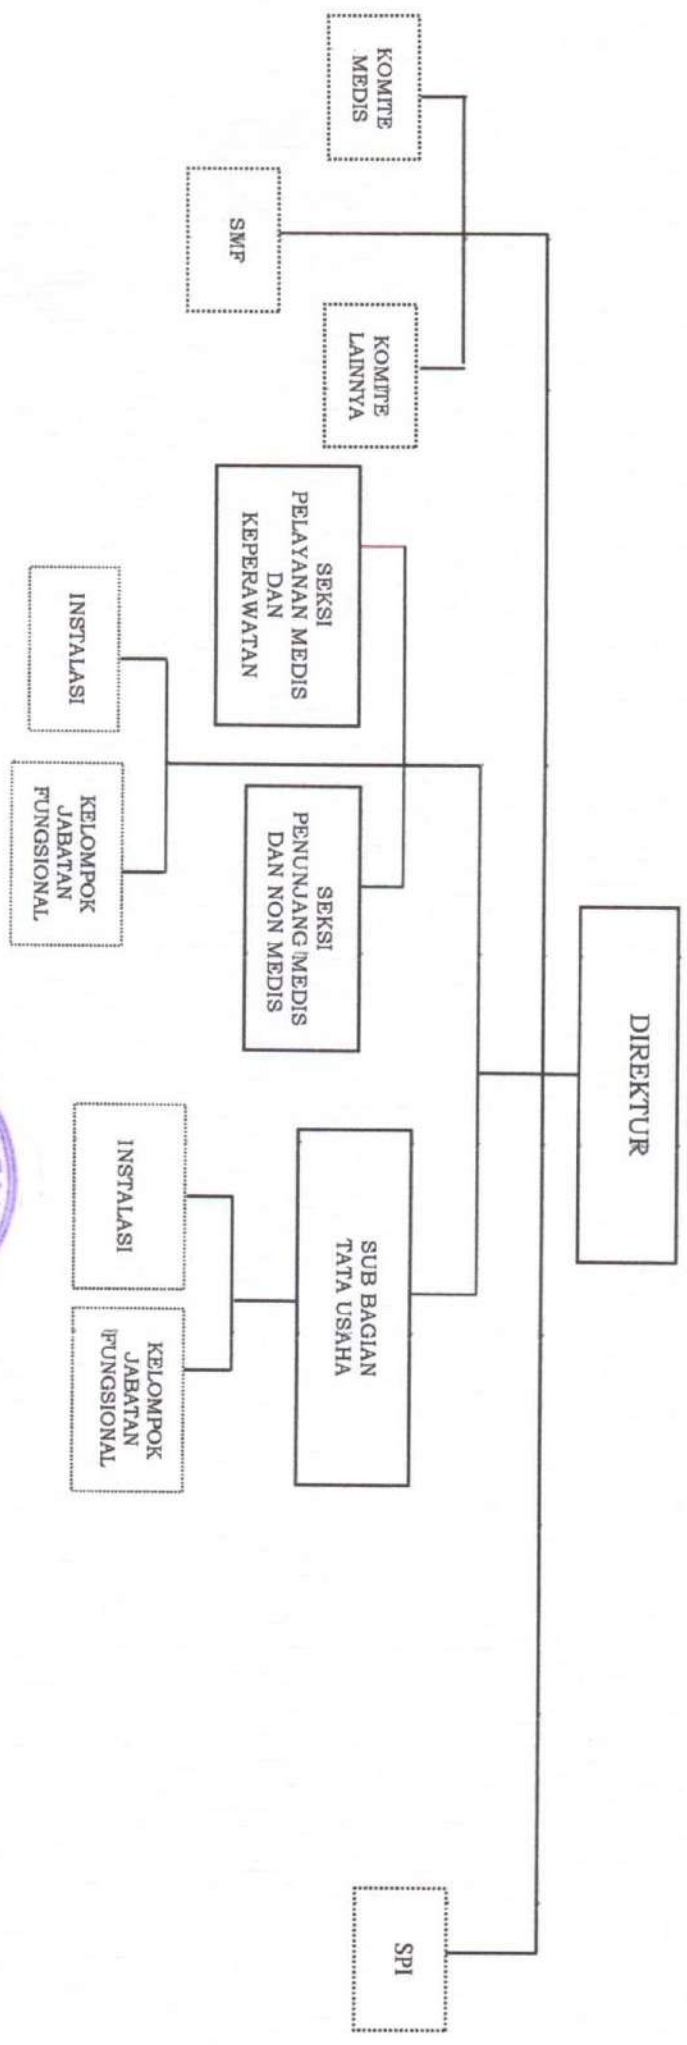 DIREKTUR
KOMITE
MEDIS
SMF
KOMITE
LAINNYA
SEKSI
PELAYANAN MEDIS
DAN
KEPERAWATAN
SEKSI
PENUNJANG MEDIS
DAN NON MEDIS
INSTALASI
KELOMPOK
JABATAN
FUNGSIONAL
SUB BAGIAN
TATA USAHA
INSTALASI
KELOMPOK
JABATAN
FUNGSIONAL
SPI